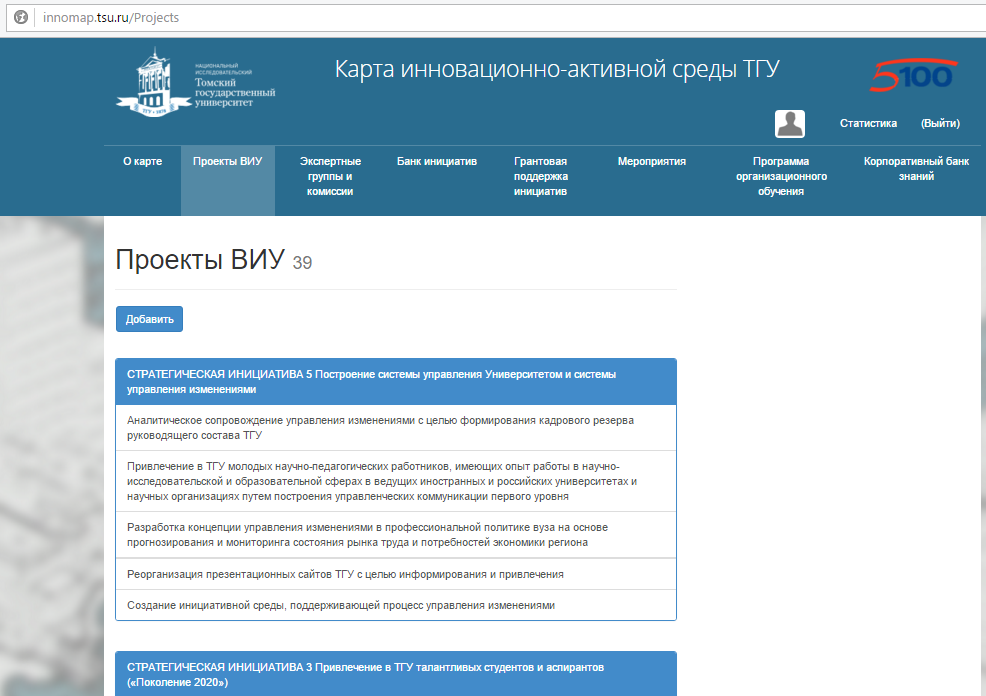 innomap.tsu.ru/Projects
НАЦИОНАЛЬНЫЙ
ИССЛЕДОВАТЕЛЬСКИЙ
Томский
государственный
университет
ТГУ • 1878
Карта инновационно-активной среды ТГУ
5100
Статистика
(Выйти)
О карте
Проекты ВИУ
Экспертные
группы и
комиссии
Банк инициатив
Грантовая
поддержка
инициатив
Мероприятия
Программа
организационного
обучения
Корпоративный банк
знаний
Проекты ВИУ 39
Добавить
СТРАТЕГИЧЕСКАЯ ИНИЦИАТИВА 5 Построение системы управления Университетом и системы
управления изменениями
Аналитическое сопровождение управления изменениями с целью формирования кадрового резерва
руководящего состава ТГУ
Привлечение в ТГУ молодых научно-педагогических работников, имеющих опыт работы в научно-
исследовательской и образовательной сферах в ведущих иностранных и российских университетах и
научных организациях путем построения управленческих коммуникации первого уровня
Разработка концепции управления изменениями в профессиональной политике вуза на основе
прогнозирования и мониторинга состояния рынка труда и потребностей экономики региона
Реорганизация презентационных сайтов ТГУ с целью информирования и привлечения
Создание инициативной среды, поддерживающей процесс управления изменениями
СТРАТЕГИЧЕСКАЯ ИНИЦИАТИВА 3 Привлечение в ТГУ талантливых студентов и аспирантов
(«Поколение 2020»)